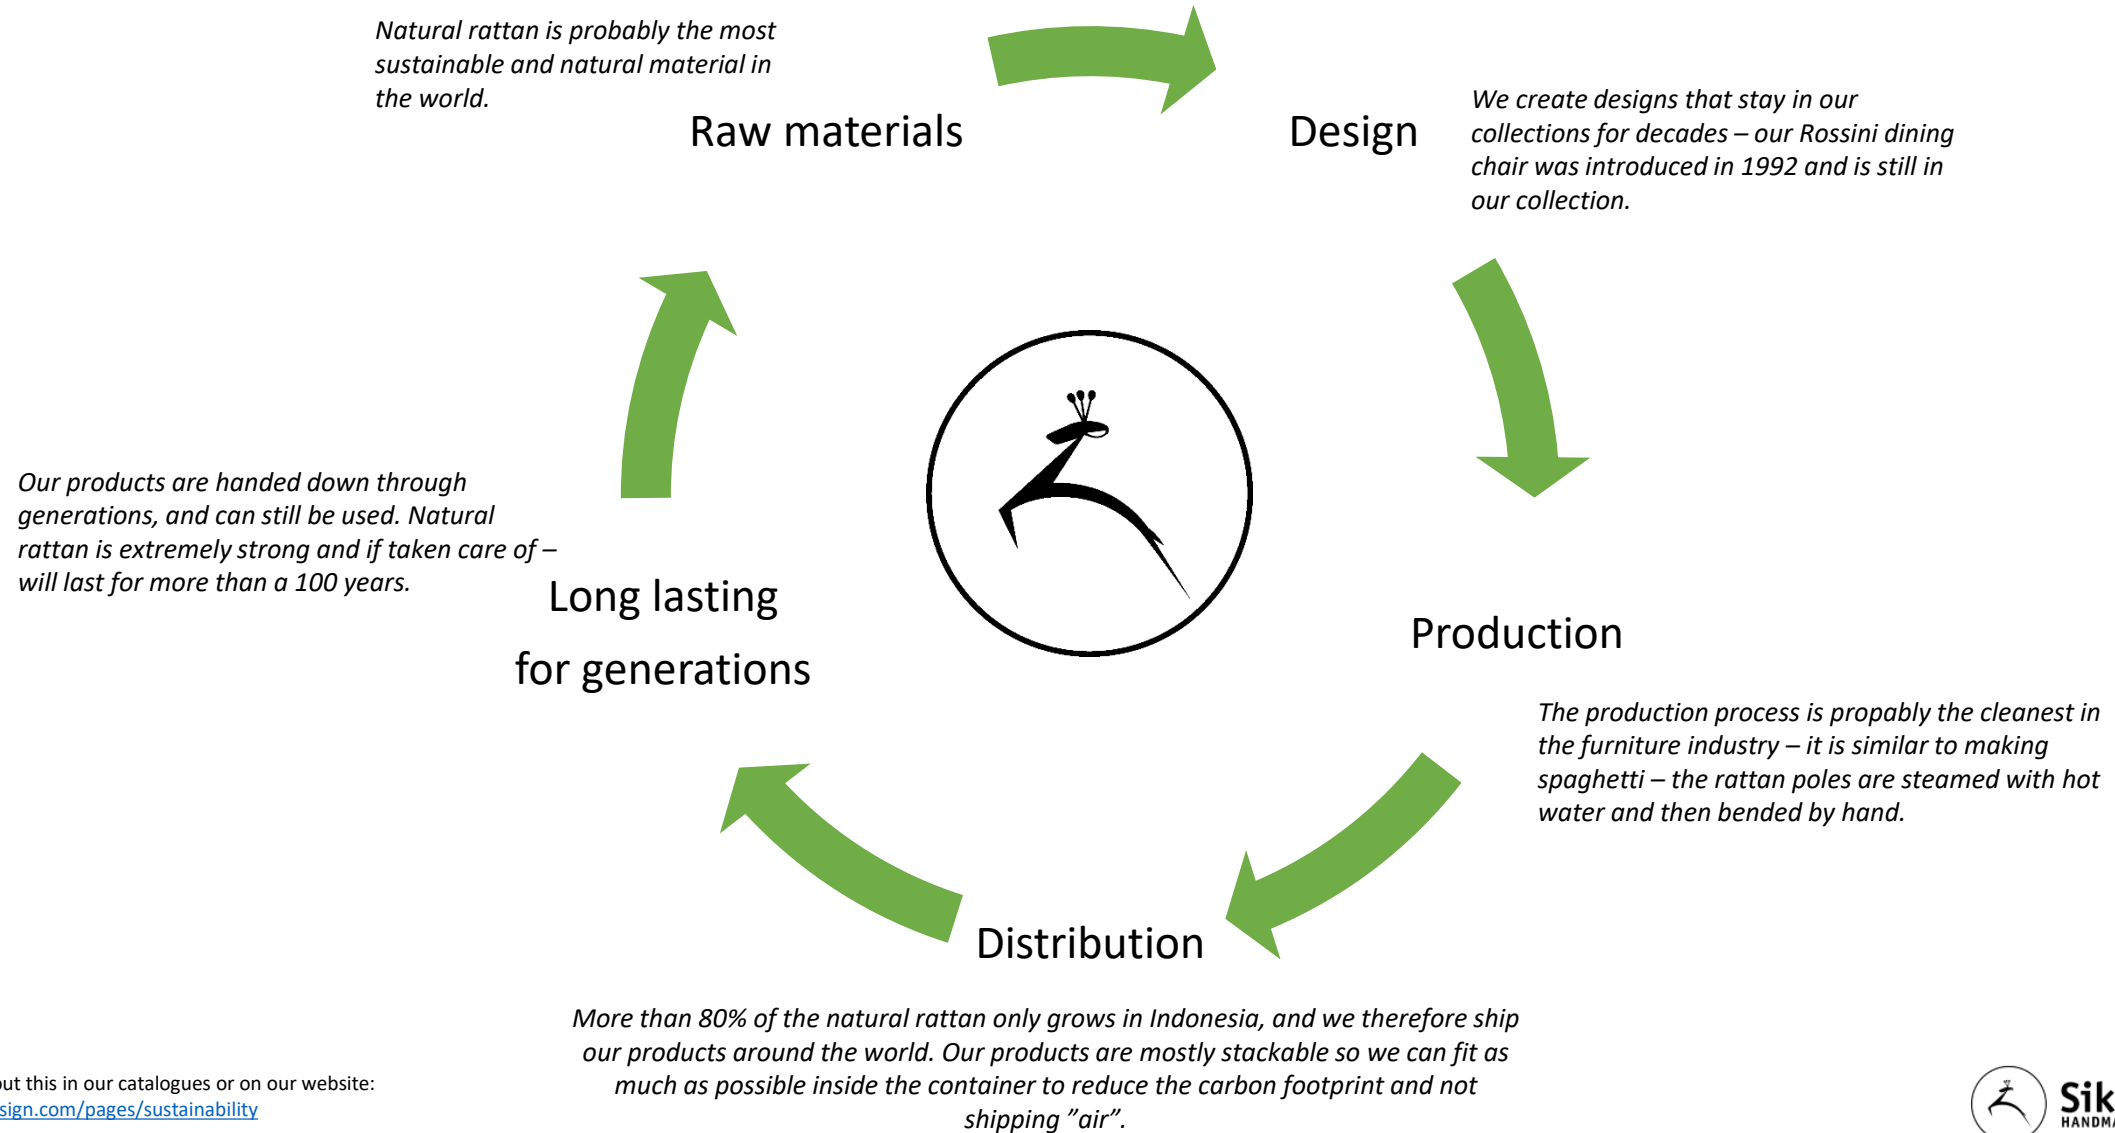 Natural rattan is probably the most
sustainable and natural material in
the world.
Raw materials
Design
We create designs that stay in our
collections for decades – our Rossini dining
chair was introduced in 1992 and is still in
our collection.
Our products are handed down through
generations, and can still be used. Natural
rattan is extremely strong and if taken care of –
will last for more than a 100 years.
Long lasting
for generations
Production
The production process is propably the cleanest in
the furniture industry – it is similar to making
spaghetti – the rattan poles are steamed with hot
water and then bended by hand.
Distribution
More than 80% of the natural rattan only grows in Indonesia, and we therefore ship
our products around the world. Our products are mostly stackable so we can fit as
much as possible inside the container to reduce the carbon footprint and not
shipping ”air”.
out this in our catalogues or on our website:
sign.com/pages/sustainability
Sik
HANDM